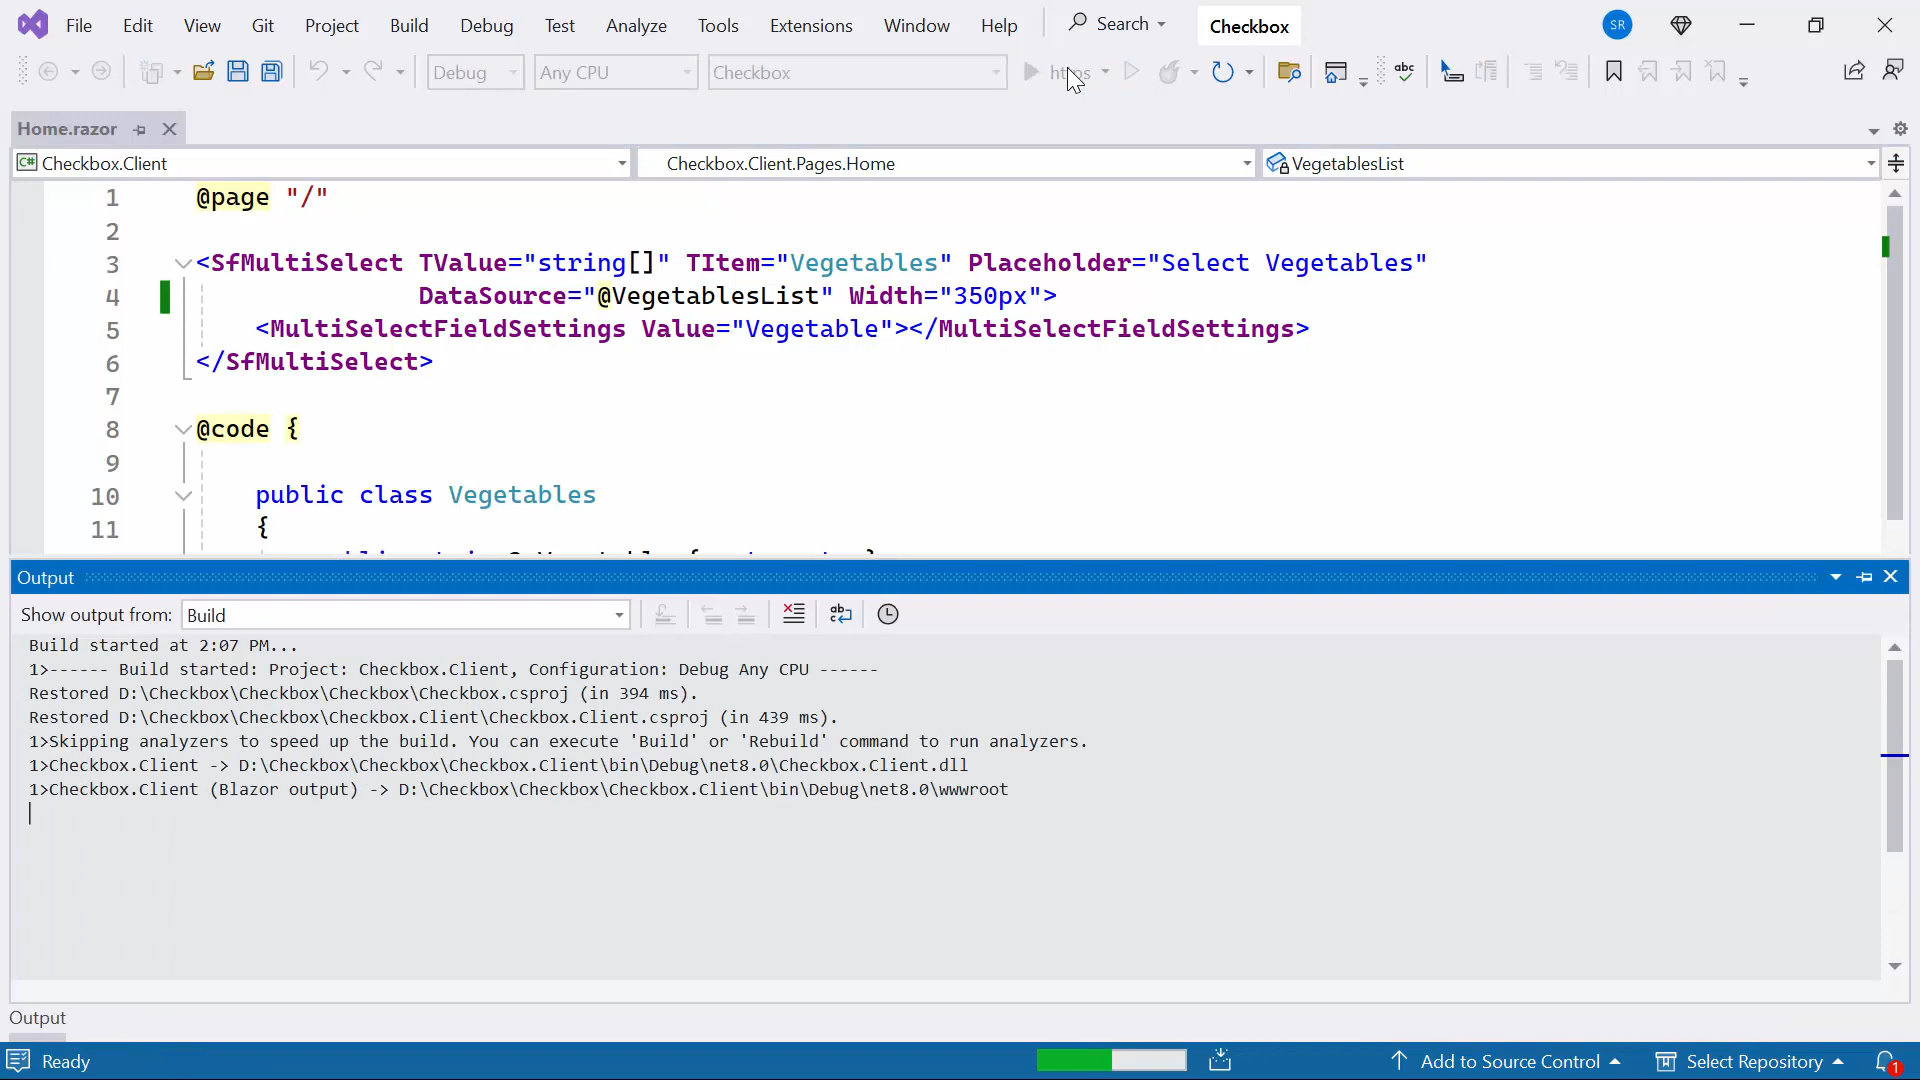 File Edit View Git Project Build Debug Test Analyze Tools Extensions Window Help Search Checkbox SR
Debug Any CPU Checkbox https abc
Home.razor
C# Checkbox.Client Checkbox.Client.Pages.Home VegetablesList
1 @page "/"
2
3 <SfMultiSelect TValue="string[]" TItem="Vegetables" Placeholder="Select Vegetables"
4 DataSource="@VegetablesList" Width="350px">
5 <MultiSelectFieldSettings Value="Vegetable"></MultiSelectFieldSettings>
6 </SfMultiSelect>
7
8 @code {
9
10 public class Vegetables
11 {
Output
Show output from: Build
Build started at 2:07 PM...
1>------ Build started: Project: Checkbox.Client, Configuration: Debug Any CPU ------
Restored D:\Checkbox\Checkbox\Checkbox\Checkbox.csproj (in 394 ms).
Restored D:\Checkbox\Checkbox\Checkbox.Client\Checkbox.Client.csproj (in 439 ms).
1>Skipping analyzers to speed up the build. You can execute 'Build' or 'Rebuild' command to run analyzers.
1>Checkbox.Client -> D:\Checkbox\Checkbox\Checkbox.Client\bin\Debug\net8.0\Checkbox.Client.dll
1>Checkbox.Client (Blazor output) -> D:\Checkbox\Checkbox\Checkbox.Client\bin\Debug\net8.0\wwwroot
Output
Ready Add to Source Control Select Repository 1